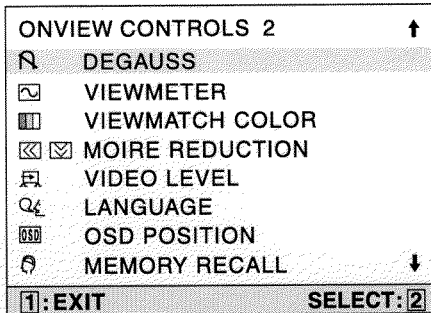 ONVIEW CONTROLS 2
DEGAUSS
VIEWMETER
VIEWMATCH COLOR
MOIRE REDUCTION
VIDEO LEVEL
LANGUAGE
OSD OSD POSITION
MEMORY RECALL
1:EXIT SELECT:2